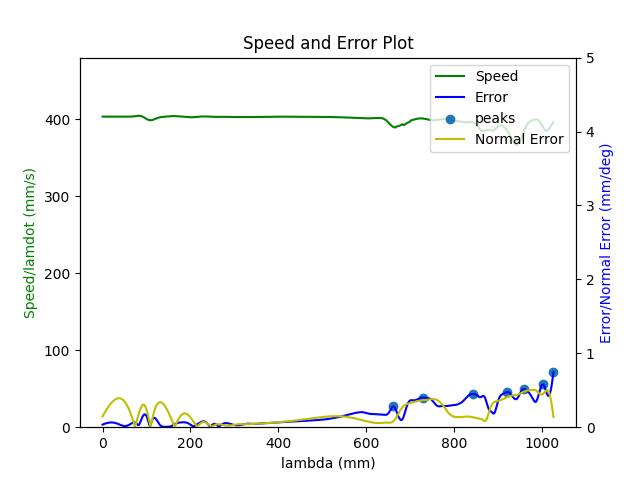 Speed and Error Plot
Speed
Error
peaks
Normal Error
Speed/lamdot (mm/s)
400
300
200
100
0
5
4
3
2
1
0
Error/Normal Error (mm/deg)
0
200
400
600
800
1000
lambda (mm)